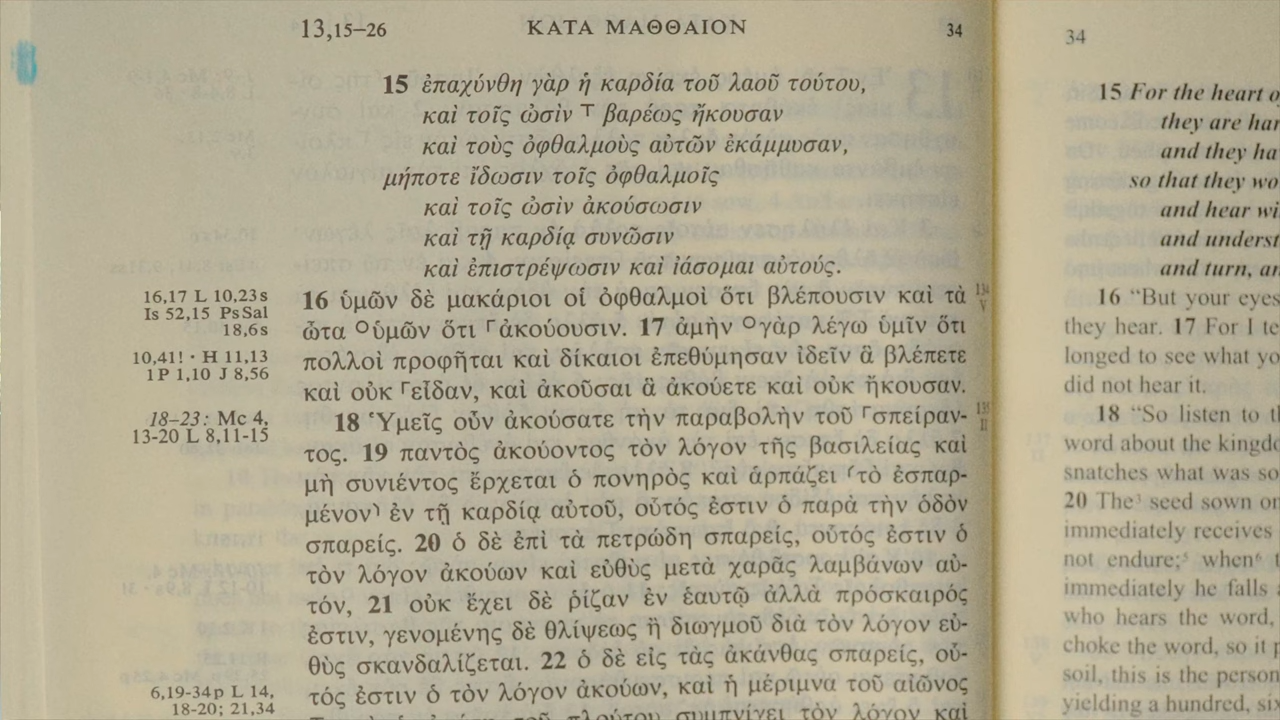 13,15–26 ΚΑΤΑ ΜΑΘΘΑΙΟΝ 34
15 ἐπαχύνθη γὰρ ἡ καρδία τοῦ λαοῦ τούτου,
καὶ τοῖς ὠσὶν ⸆ βαρέως ἤκουσαν
καὶ τοὺς ὀφθαλμοὺς αὐτῶν ἐκάμμυσαν,
μήποτε ἴδωσιν τοῖς ὀφθαλμοῖς
καὶ τοῖς ὠσὶν ἀκούσωσιν
καὶ τῇ καρδίᾳ συνῶσιν
καὶ ἐπιστρέψωσιν καὶ ἰάσομαι αὐτούς.
16 ὑμῶν δὲ μακάριοι οἱ ὀφθαλμοὶ ὅτι βλέπουσιν καὶ τὰ
ὦτα ⸰ὑμῶν ὅτι ⸀ἀκούουσιν. 17 ἀμὴν ⸰γὰρ λέγω ὑμῖν ὅτι
πολλοὶ προφῆται καὶ δίκαιοι ἐπεθύμησαν ἰδεῖν ἃ βλέπετε
καὶ οὐκ ⸀εἶδαν, καὶ ἀκοῦσαι ἃ ἀκούετε καὶ οὐκ ἤκουσαν.
18 Ὑμεῖς οὖν ἀκούσατε τὴν παραβολὴν τοῦ ⸀σπείραν-
τος. 19 παντὸς ἀκούοντος τὸν λόγον τῆς βασιλείας καὶ
μὴ συνιέντος ἔρχεται ὁ πονηρὸς καὶ ἁρπάζει ⸂τὸ ἐσπαρ-
μένον⸃ ἐν τῇ καρδίᾳ αὐτοῦ, οὗτός ἐστιν ὁ παρὰ τὴν ὁδὸν
σπαρείς. 20 ὁ δὲ ἐπὶ τὰ πετρώδη σπαρείς, οὗτός ἐστιν ὁ
τὸν λόγον ἀκούων καὶ εὐθὺς μετὰ χαρᾶς λαμβάνων αὐ-
τόν, 21 οὐκ ἔχει δὲ ῥίζαν ἐν ἑαυτῷ ἀλλὰ πρόσκαιρός
ἐστιν, γενομένης δὲ θλίψεως ἢ διωγμοῦ διὰ τὸν λόγον εὐ-
θὺς σκανδαλίζεται. 22 ὁ δὲ εἰς τὰς ἀκάνθας σπαρείς, οὗ-
τός ἐστιν ὁ τὸν λόγον ἀκούων, καὶ ἡ μέριμνα τοῦ αἰῶνος
πλούτου συμπνίγει τὸν λόγον καὶ
16,17 L 10,23s
Is 52,15 PsSal
18,6s
10,41! · H 11,13
1P 1,10 J 8,56
18–23: Mc 4,
13-20 L 8,11-15
6,19-34p L 14,
18-20; 21,34
134
V
135
II
34
15 For the heart o
they are har
and they ha
so that they wo
and hear wi
and underst
and turn, an
16 “But your eyes
they hear. 17 For I te
longed to see what yo
did not hear it.
18 “So listen to t
word about the kingd
snatches what was so
20 The³ seed sown on
immediately receives
not endure;⁵ when⁶ t
immediately he falls a
who hears the word,
choke the word, so it p
soil, this is the person
yielding a hundred, six